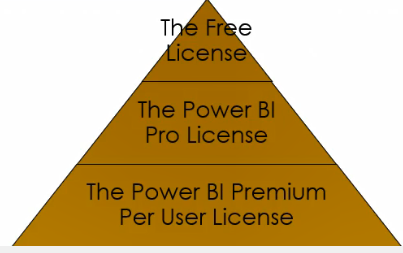 The Free
License
The Power BI
Pro License
The Power BI Premium
Per User License